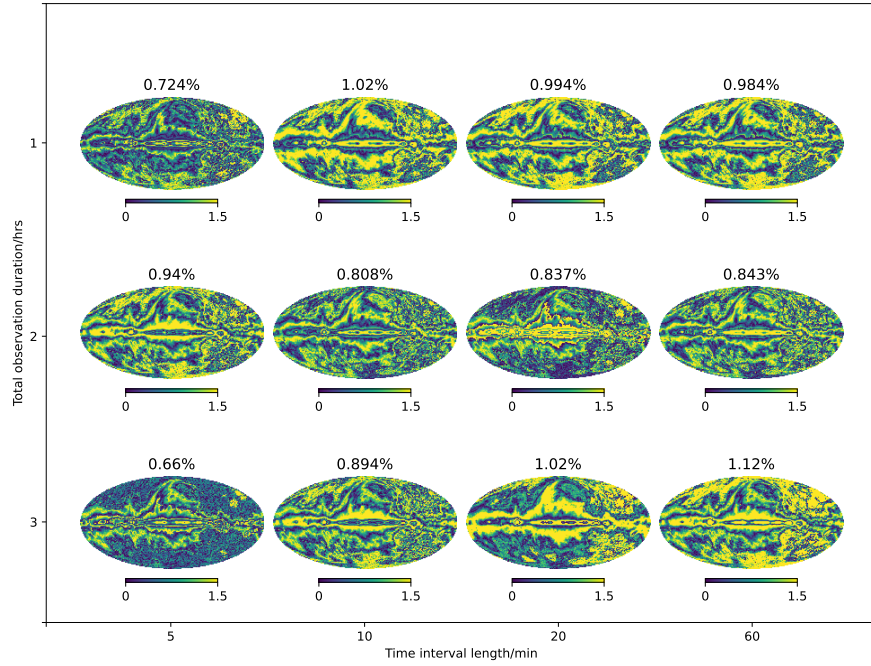 0.724% 1.02% 0.994% 0.984%
1
0 1.5 0 1.5 0 1.5 0 1.5
Total observation duration/hrs
0.94% 0.808% 0.837% 0.843%
2
0 1.5 0 1.5 0 1.5 0 1.5
0.66% 0.894% 1.02% 1.12%
3
0 1.5 0 1.5 0 1.5 0 1.5
5 10 20 60
Time interval length/min